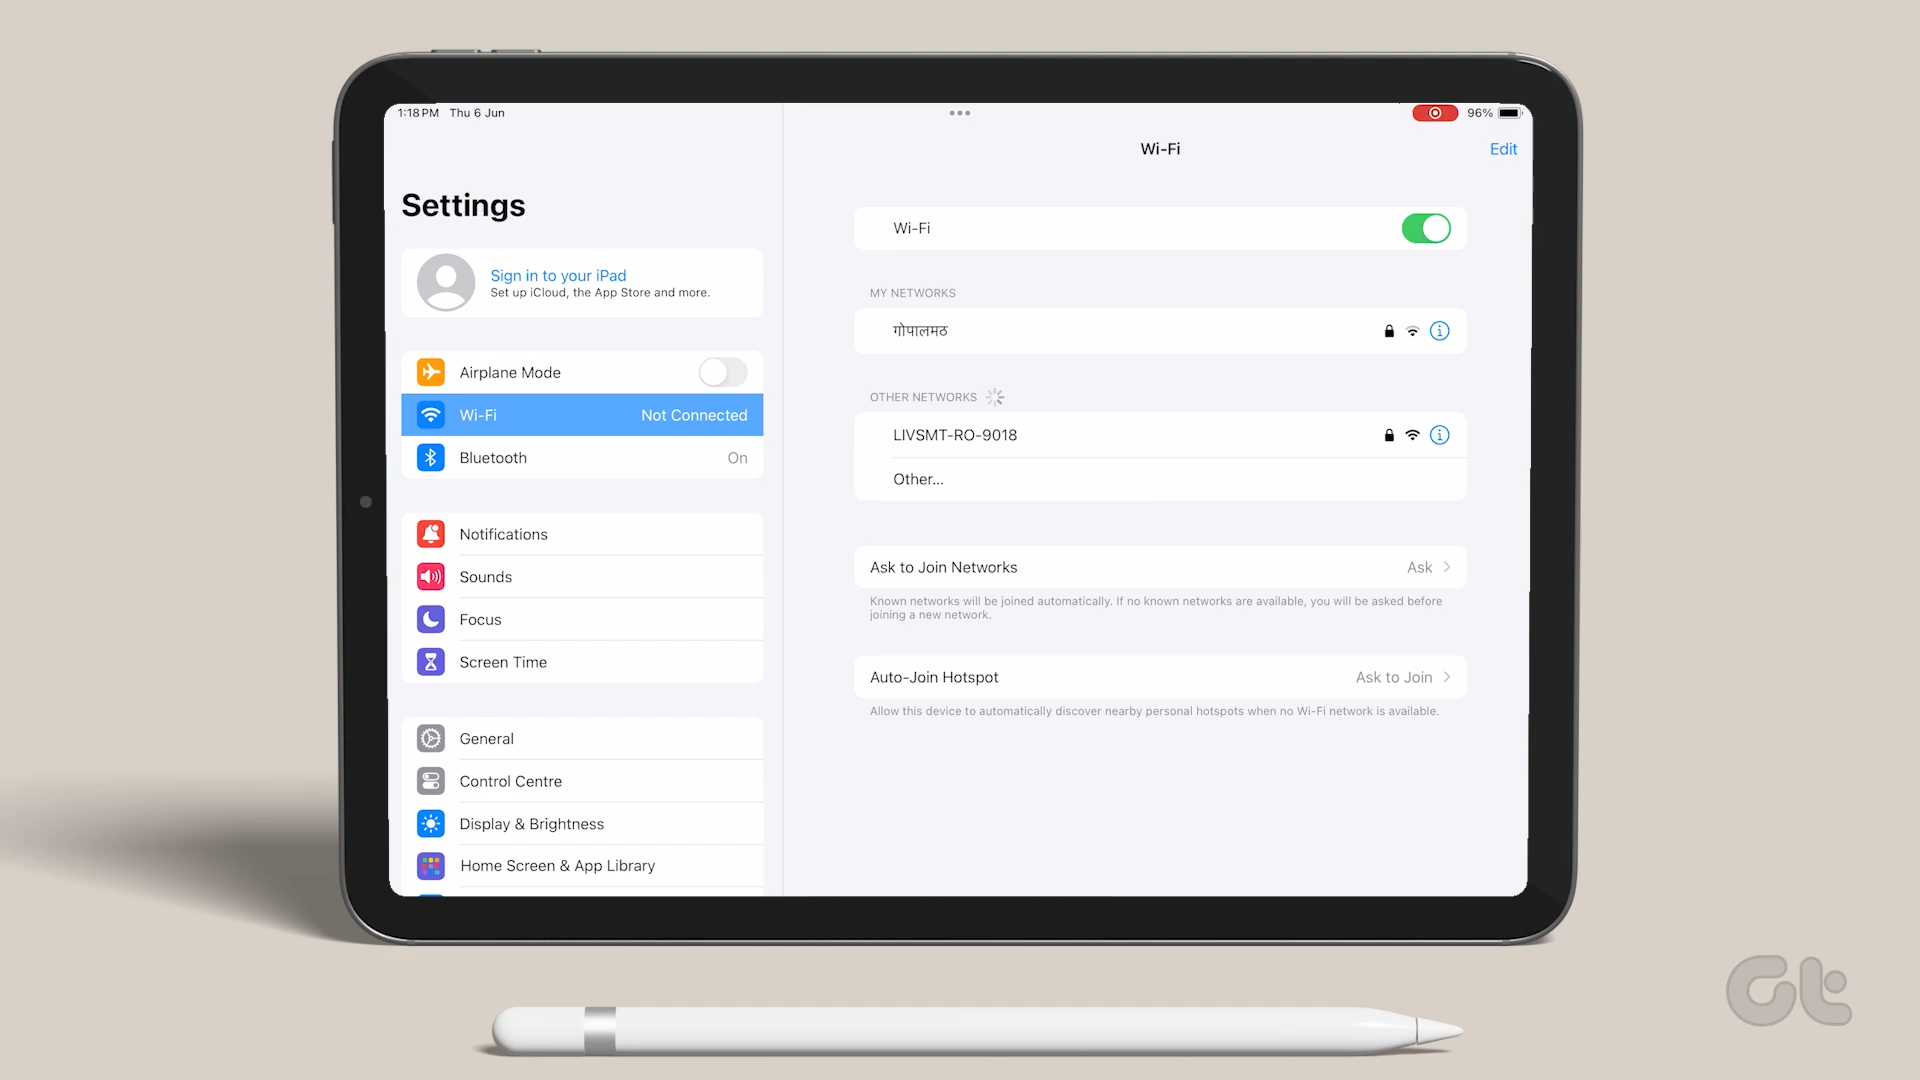 1:18 PM Thu 6 Jun
96%
Settings
Sign in to your iPad
Set up iCloud, the App Store and more.
Airplane Mode
Wi-Fi Not Connected
Bluetooth On
Notifications
Sounds
Focus
Screen Time
General
Control Centre
Display & Brightness
Home Screen & App Library
Wi-Fi
Edit
Wi-Fi
MY NETWORKS
गोपालमठ
OTHER NETWORKS
LIVSMT-RO-9018
Other...
Ask to Join Networks Ask
Known networks will be joined automatically. If no known networks are available, you will be asked before
joining a new network.
Auto-Join Hotspot Ask to Join
Allow this device to automatically discover nearby personal hotspots when no Wi-Fi network is available.
Gt